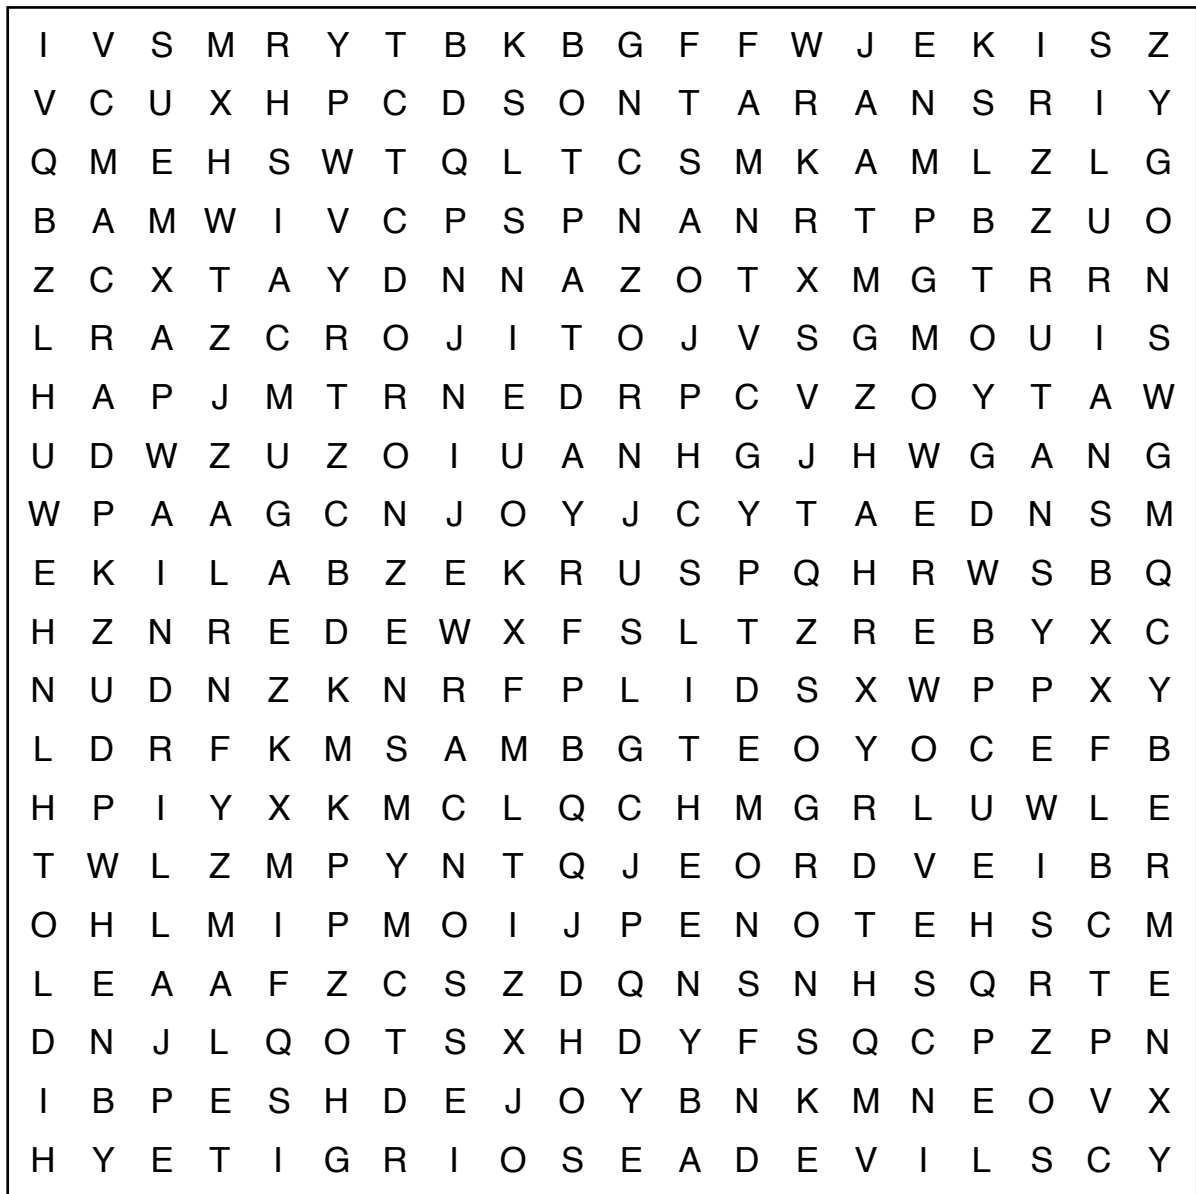 I V S M R Y T B K B G F F W J E K I S Z
V C U X H P C D S O N T A R A N S R I Y
Q M E H S W T Q L T C S M K A M L Z L G
B A M W I V C P S P N A N R T P B Z U O
Z C X T A Y D N N A Z O T X M G T R R N
L R A Z C R O J I T O J V S G M O U I S
H A P J M T R N E D R P C V Z O Y T A W
U D W Z U Z O I U A N H G J H W G A N G
W P A A G C N J O Y J C Y T A E D N S M
E K I L A B Z E K R U S P Q H R W S B Q
H Z N R E D E W X F S L T Z R E B Y X C
N U D N Z K N R F P L I D S X W P P X Y
L D R F K M S A M B G T E O Y O C E F B
H P I Y X K M C L Q C H M G R L U W L E
T W L Z M P Y N T Q J E O R D V E I B R
O H L M I P M O I J P E N O T E H S C M
L E A A F Z C S Z D Q N S N H S Q R T E
D N J L Q O T S X H D Y F S Q C P Z P N
I B P E S H D E J O Y B N K M N E O V X
H Y E T I G R I O S E A D E V I L S C Y